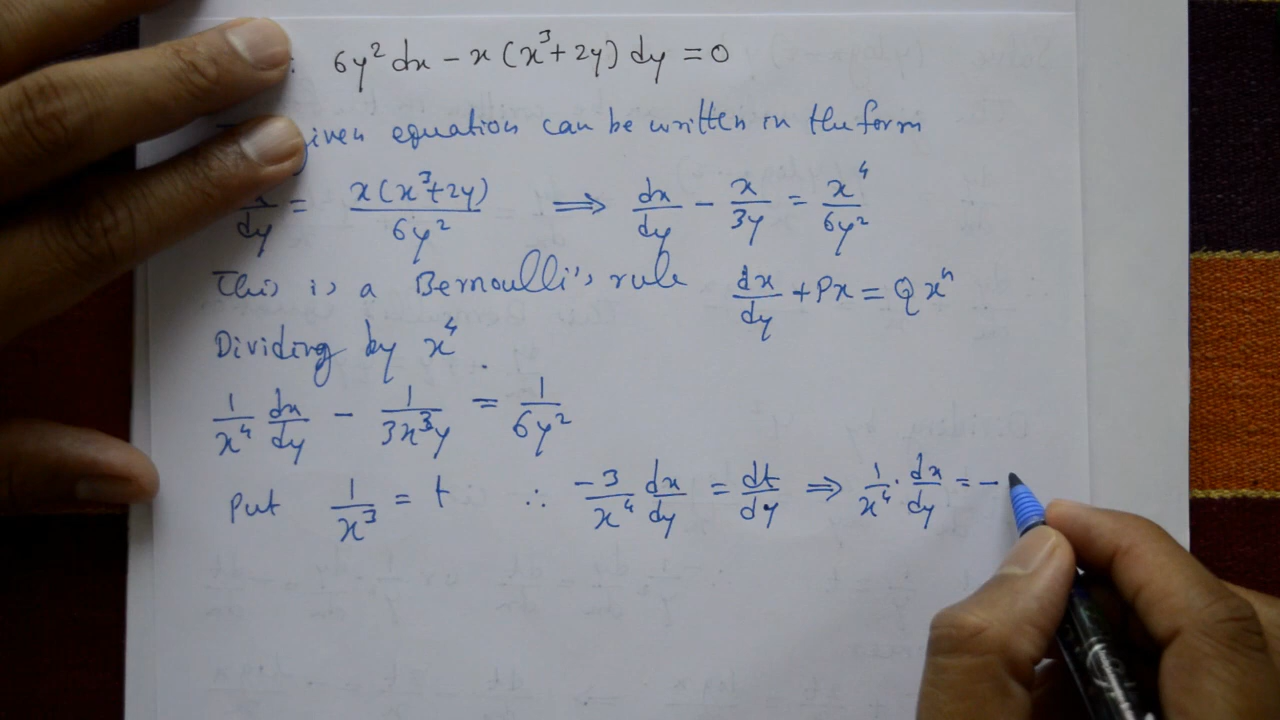 6y² dx - x (x³ + 2y) dy = 0
given equation can be written in the form
dy = x(x³+2y) / 6y² ⟹ dx/dy - x/3y = x⁴/6y²
This is a Bernoulli's rule dx/dy + Px = Q xⁿ
Dividing by x⁴.
1/x⁴ dx/dy - 1/3x³y = 1/6y²
Put 1/x³ = t ∴ -3/x⁴ dx/dy = dt/dy ⟹ 1/x⁴ · dx/dy = -